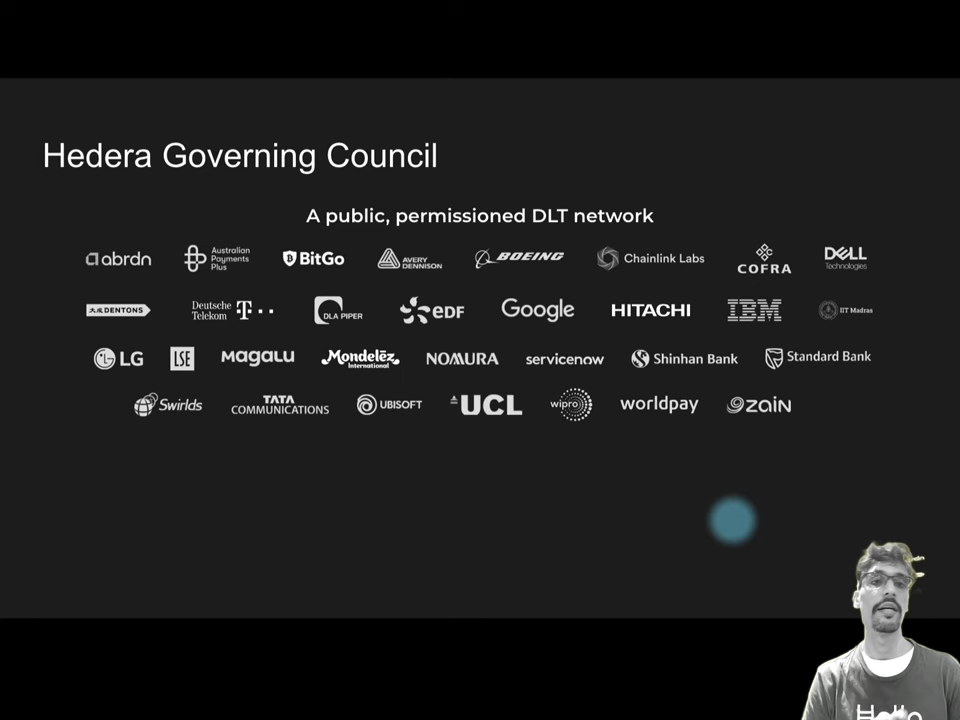 Hedera Governing Council
A public, permissioned DLT network
abrdn Australian Payments Plus BitGo AVERY DENNISON BOEING Chainlink Labs COFRA DELL Technologies
DENTONS Deutsche Telekom T DLA PIPER eDF Google HITACHI IBM IIT Madras
LG LSE MagaLu Mondelēz International NOMURA servicenow Shinhan Bank Standard Bank
Swirlds TATA COMMUNICATIONS UBISOFT UCL wipro worldpay zain
Hello